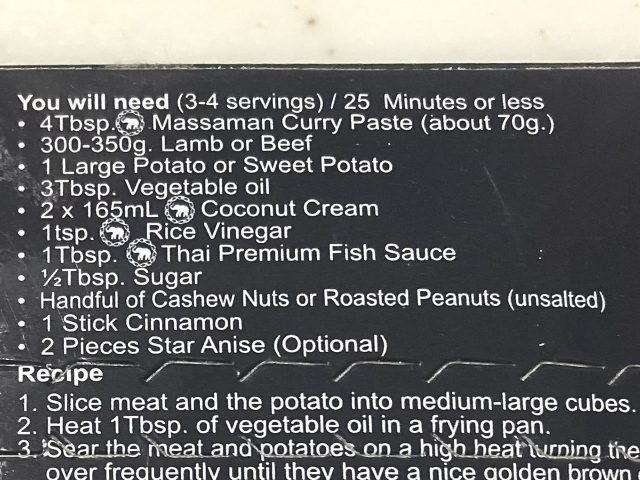 You will need (3-4 servings) / 25 Minutes or less
• 4Tbsp. Massaman Curry Paste (about 70g.)
• 300-350g. Lamb or Beef
• 1 Large Potato or Sweet Potato
• 3Tbsp. Vegetable oil
• 2 x 165mL Coconut Cream
• 1tsp. Rice Vinegar
• 1Tbsp. Thai Premium Fish Sauce
• ½Tbsp. Sugar
• Handful of Cashew Nuts or Roasted Peanuts (unsalted)
• 1 Stick Cinnamon
• 2 Pieces Star Anise (Optional)
Recipe
1. Slice meat and the potato into medium-large cubes.
2. Heat 1Tbsp. of vegetable oil in a frying pan.
3. Sear the meat and potatoes on a high heat turning the
over frequently until they have a nice golden brown